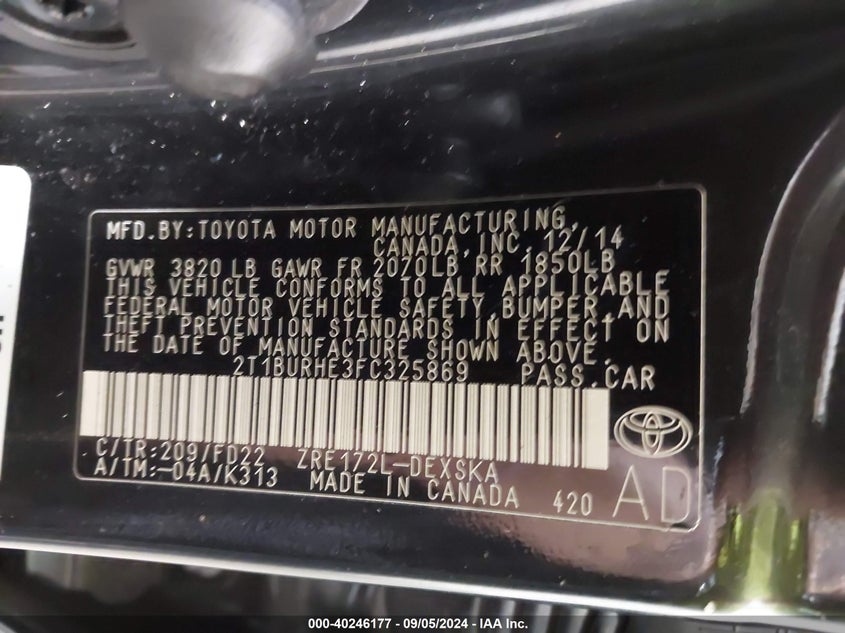 MFD.BY:TOYOTA MOTOR MANUFACTURING,
CANADA,INC. 12/14
GVWR 3820 LB GAWR FR 2070LB RR 1850LB
THIS VEHICLE CONFORMS TO ALL APPLICABLE
FEDERAL MOTOR VEHICLE SAFETY,BUMPER,AND
THEFT PREVENTION STANDARDS IN EFFECT ON
THE DATE OF MANUFACTURE SHOWN ABOVE.
2T1BURHE3FC325869 PASS.CAR
C/TR:209/FD22 ZRE172L-DEXSKA
A/TM:-04A/K313 MADE IN CANADA 420 AD
000-40246177 - 09/05/2024 - IAA Inc.